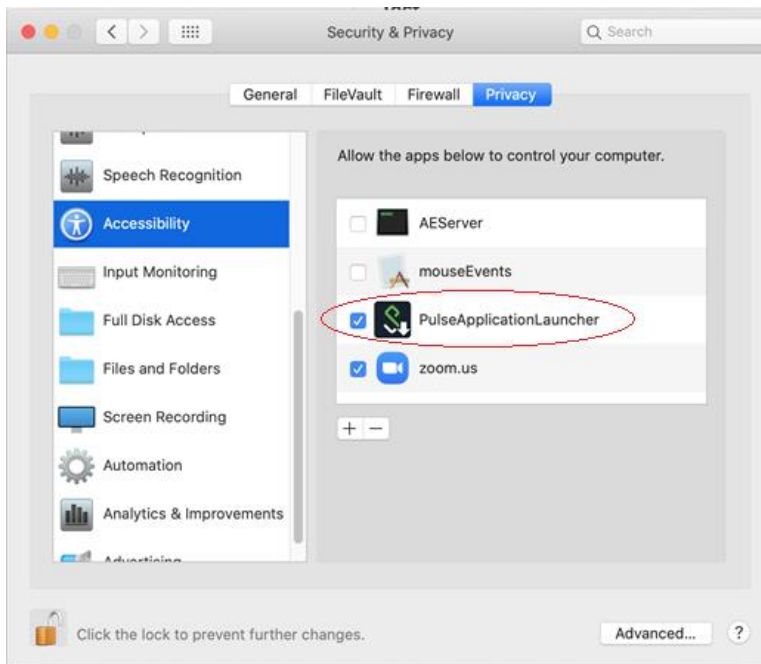 Security & Privacy
Search
General FileVault Firewall Privacy
Allow the apps below to control your computer.
Speech Recognition
Accessibility
Input Monitoring
Full Disk Access
Files and Folders
Screen Recording
Automation
Analytics & Improvements
Advertising
AEServer
mouseEvents
PulseApplicationLauncher
zoom.us
+ −
Click the lock to prevent further changes.
Advanced... ?